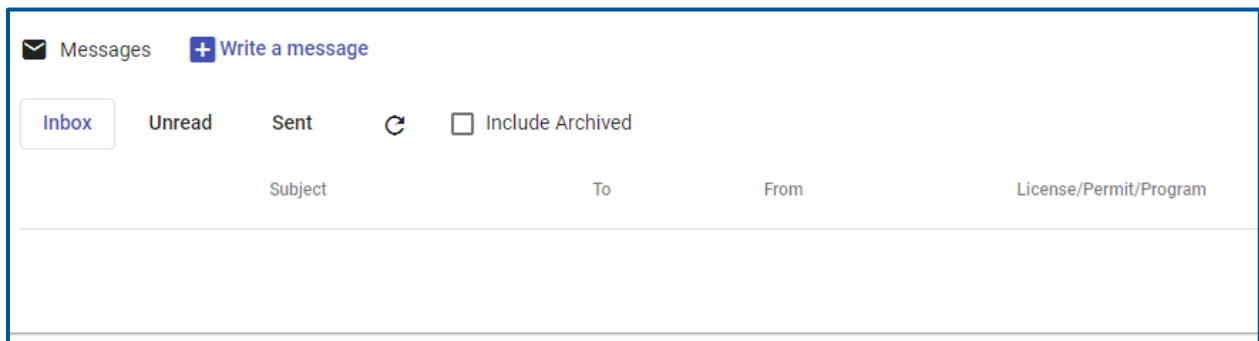 Messages Write a message
Inbox Unread Sent Include Archived
Subject To From License/Permit/Program